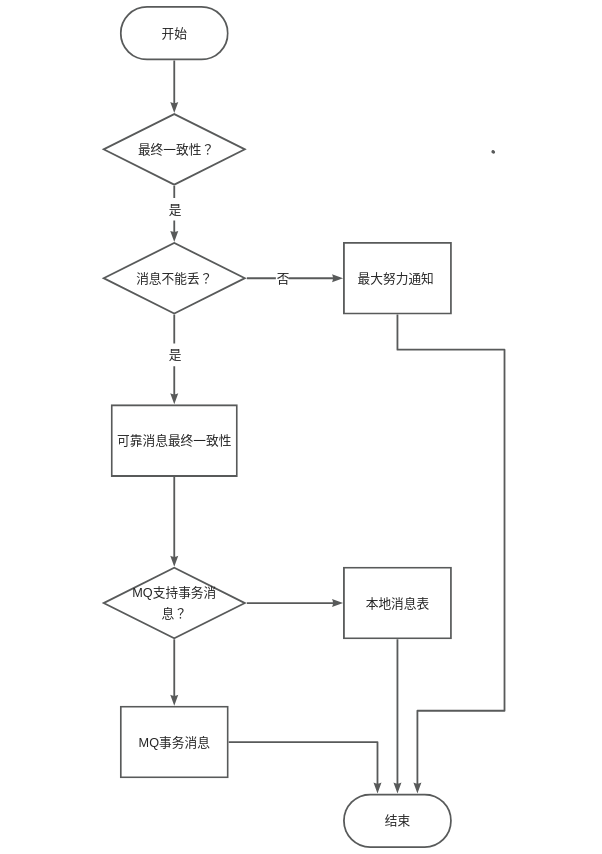 开始
最终一致性？
是
消息不能丢？
否
最大努力通知
是
可靠消息最终一致性
MQ支持事务消
息？
本地消息表
MQ事务消息
结束